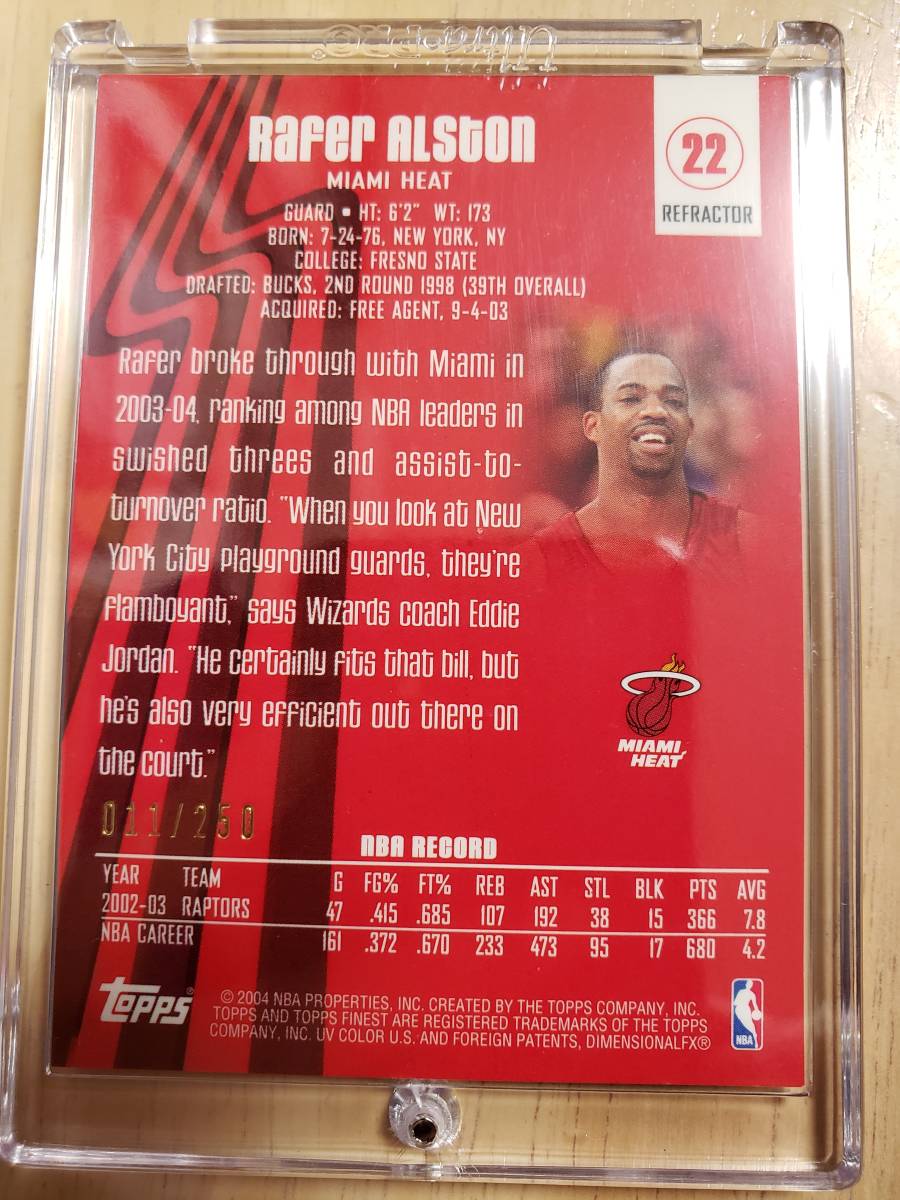 Ultra·PRO
Rafer Alston
22
REFRACTOR
MIAMI HEAT
GUARD • HT: 6'2" WT: 173
BORN: 7-24-76, NEW YORK, NY
COLLEGE: FRESNO STATE
DRAFTED: BUCKS, 2ND ROUND 1998 (39TH OVERALL)
ACQUIRED: FREE AGENT, 9-4-03
Rafer broke through with Miami in
2003-04, ranking among NBA leaders in
swished threes and assist-to-
turnover ratio. "When you look at New
York City playground guards, they're
flamboyant," says Wizards coach Eddie
Jordan. "He certainly fits that bill, but
he's also very efficient out there on
the court."
MIAMI
HEAT
011/250
NBA RECORD
YEAR TEAM G FG% FT% REB AST STL BLK PTS AVG
2002-03 RAPTORS 47 .415 .685 107 192 38 15 366 7.8
NBA CAREER 161 .372 .670 233 473 95 17 680 4.2
Topps®
© 2004 NBA PROPERTIES, INC. CREATED BY THE TOPPS COMPANY, INC.
TOPPS AND TOPPS FINEST ARE REGISTERED TRADEMARKS OF THE TOPPS
COMPANY, INC. UV COLOR U.S. AND FOREIGN PATENTS, DIMENSIONALFX®
NBA